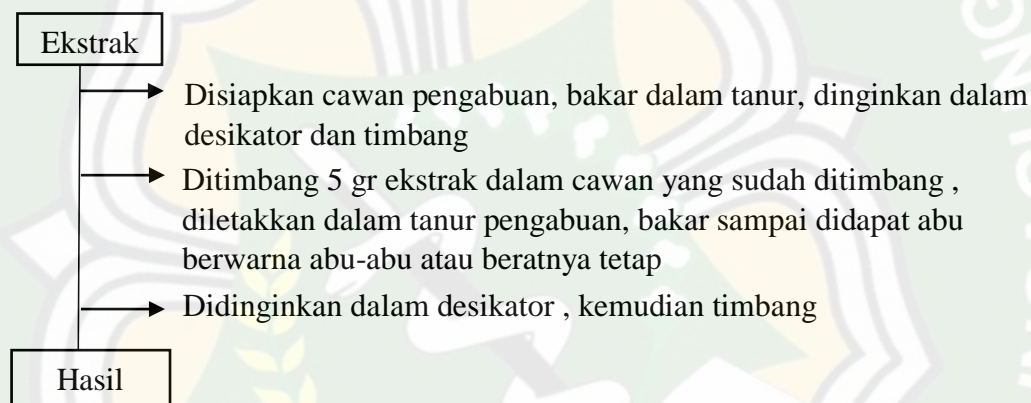 Ekstrak
Disiapkan cawan pengabuan, bakar dalam tanur, dinginkan dalam
desikator dan timbang
Ditimbang 5 gr ekstrak dalam cawan yang sudah ditimbang ,
diletakkan dalam tanur pengabuan, bakar sampai didapat abu
berwarna abu-abu atau beratnya tetap
Didinginkan dalam desikator , kemudian timbang
Hasil